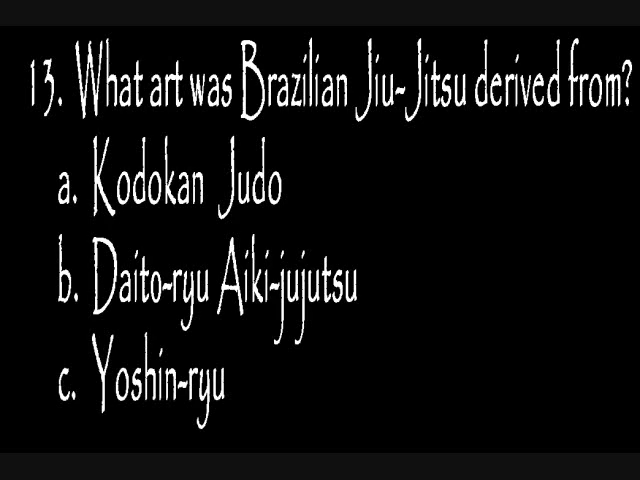 13. What art was Brazilian Jiu-Jitsu derived from?
a. Kodokan Judo
b. Daito-ryu Aiki-jujutsu
c. Yoshin-ryu